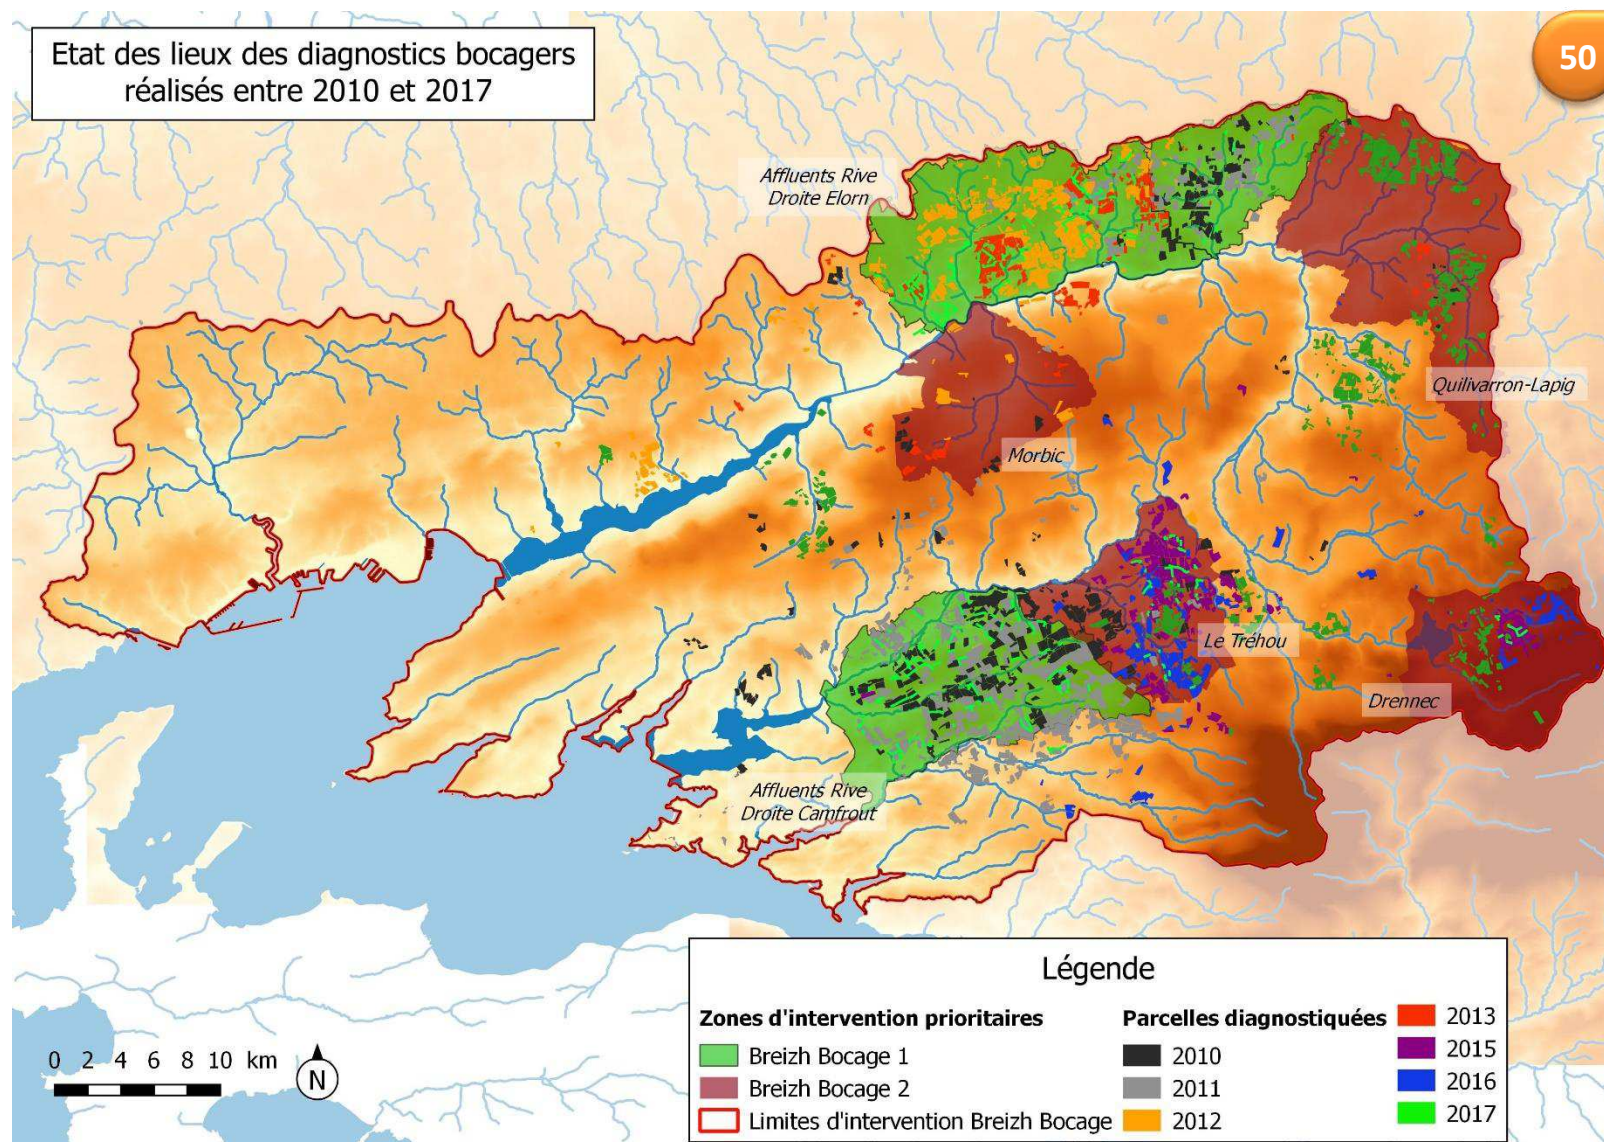 Etat des lieux des diagnostics bocagers
réalisés entre 2010 et 2017
50
Affluents Rive
Droite Elorn
Quilivarron-Lapig
Morbic
Le Tréhou
Drennec
Affluents Rive
Droite Camfrout
Légende
Zones d'intervention prioritaires
Breizh Bocage 1
Breizh Bocage 2
Limites d'intervention Breizh Bocage
Parcelles diagnostiquées
2010
2011
2012
2013
2015
2016
2017
0 2 4 6 8 10 km
N